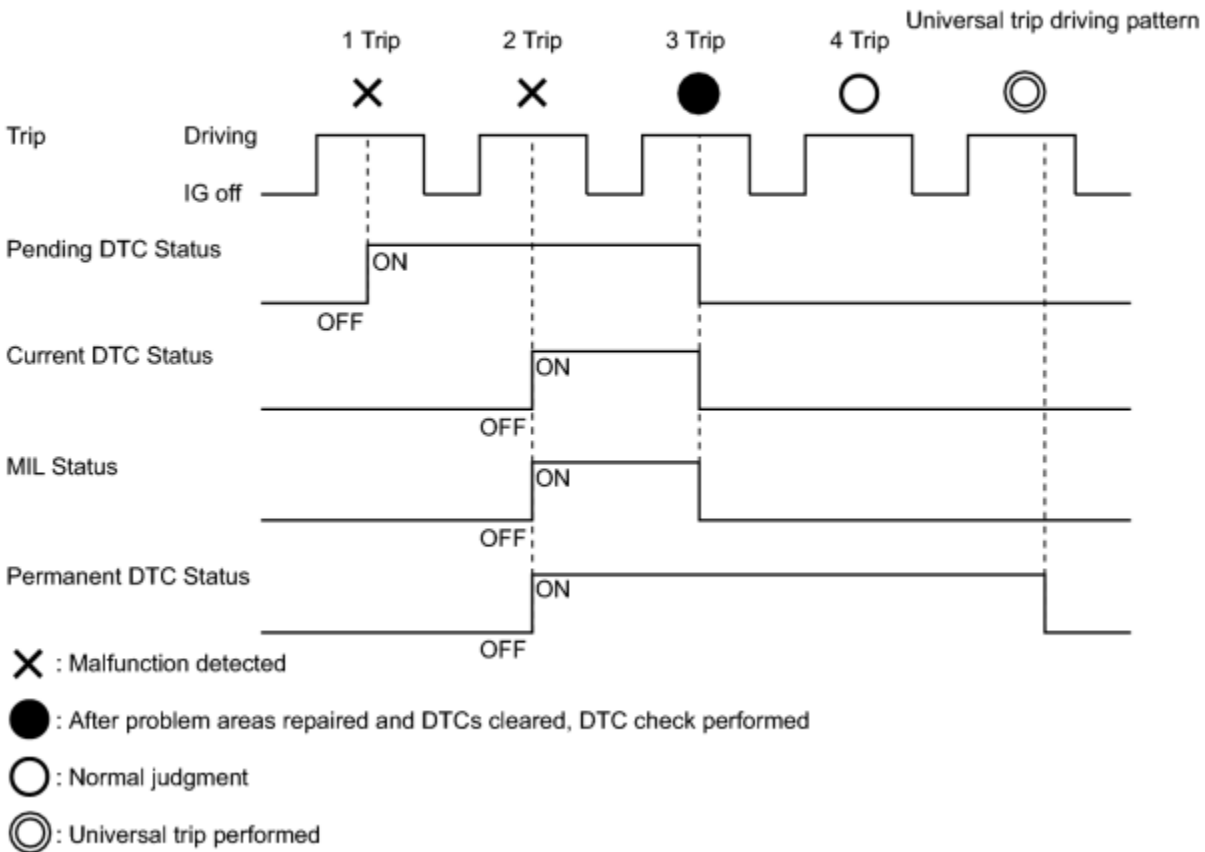 Universal trip driving pattern
1 Trip 2 Trip 3 Trip 4 Trip
Trip Driving
IG off
Pending DTC Status
ON
OFF
Current DTC Status
ON
OFF
MIL Status
ON
OFF
Permanent DTC Status
ON
OFF
: Malfunction detected
: After problem areas repaired and DTCs cleared, DTC check performed
: Normal judgment
: Universal trip performed